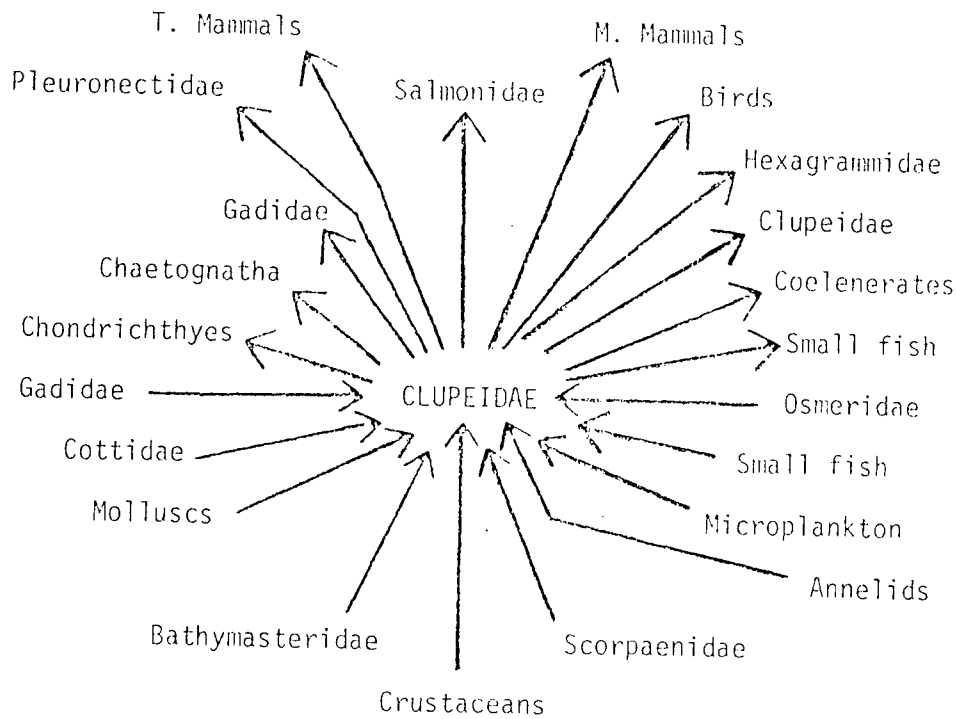 T. Mammals
M. Mammals
Pleuronectidae
Salmonidae
Birds
Hexagrammidae
Gadidae
Clupeidae
Chaetognatha
Coelenerates
Chondrichthyes
Small fish
Gadidae
CLUPEIDAE
Osmeridae
Cottidae
Small fish
Molluscs
Microplankton
Annelids
Bathymasteridae
Scorpaenidae
Crustaceans